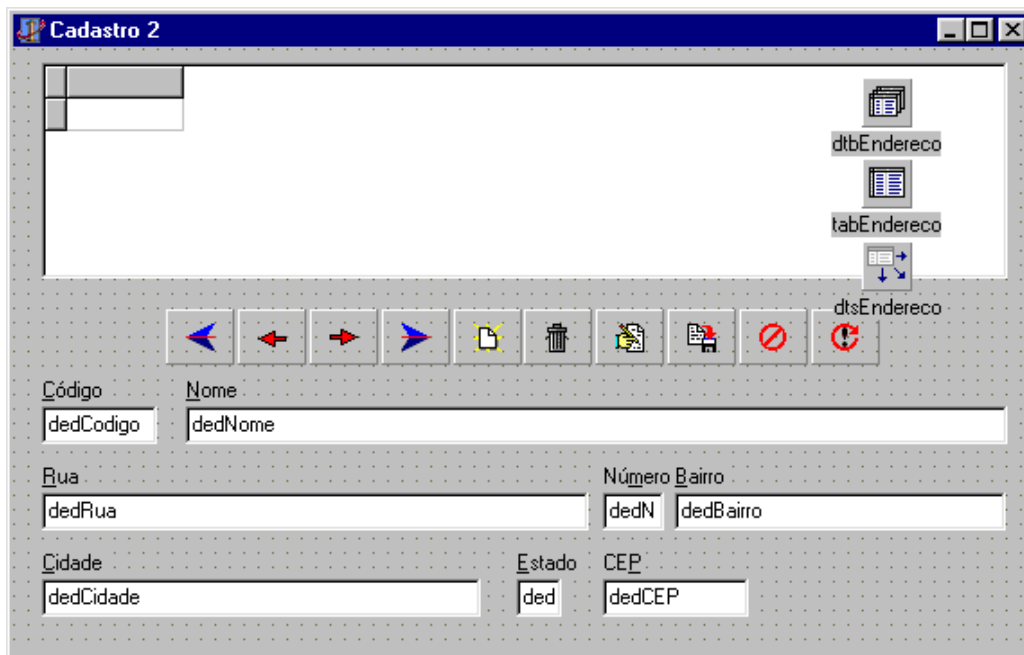 Cadastro 2
dtbEndereco
tabEndereco
dtsEndereco
Código Nome
dedCodigo dedNome
Rua Número Bairro
dedRua dedN dedBairro
Cidade Estado CEP
dedCidade ded dedCEP